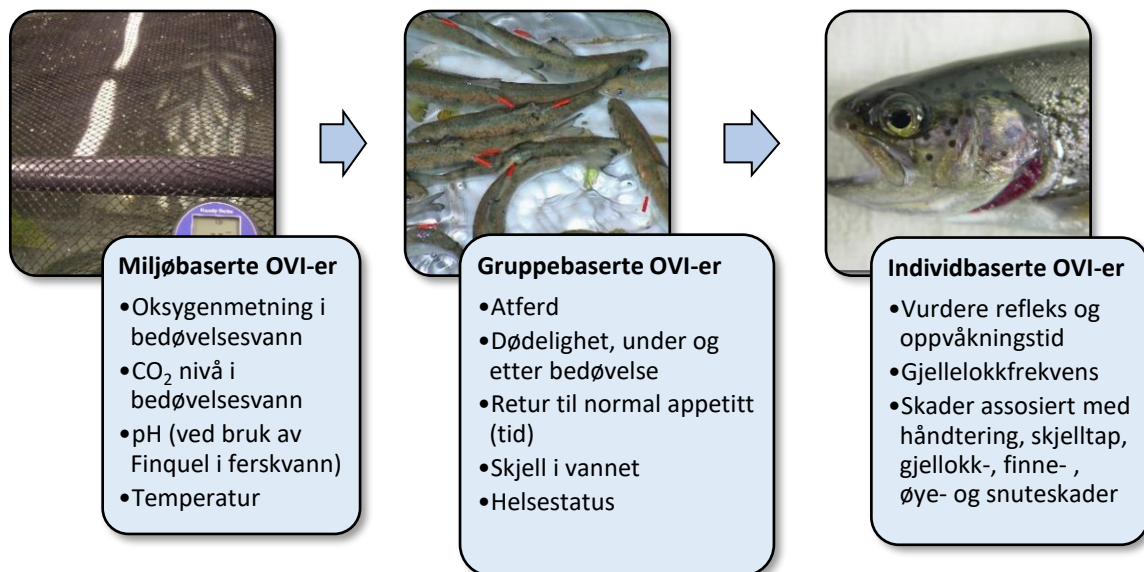 Miljøbaserte OVI-er
•Oksygenmetning i
bedøvelsesvann
•CO₂ nivå i
bedøvelsesvann
•pH (ved bruk av
Finquel i ferskvann)
•Temperatur
Gruppebaserte OVI-er
•Atferd
•Dødelighet, under og
etter bedøvelse
•Retur til normal appetitt
(tid)
•Skjell i vannet
•Helsestatus
Individbaserte OVI-er
•Vurdere refleks og
oppvåkningstid
•Gjellelokkfrekvens
•Skader assosiert med
håndtering, skjelltap,
gjellokk-, finne- ,
øye- og snuteskader